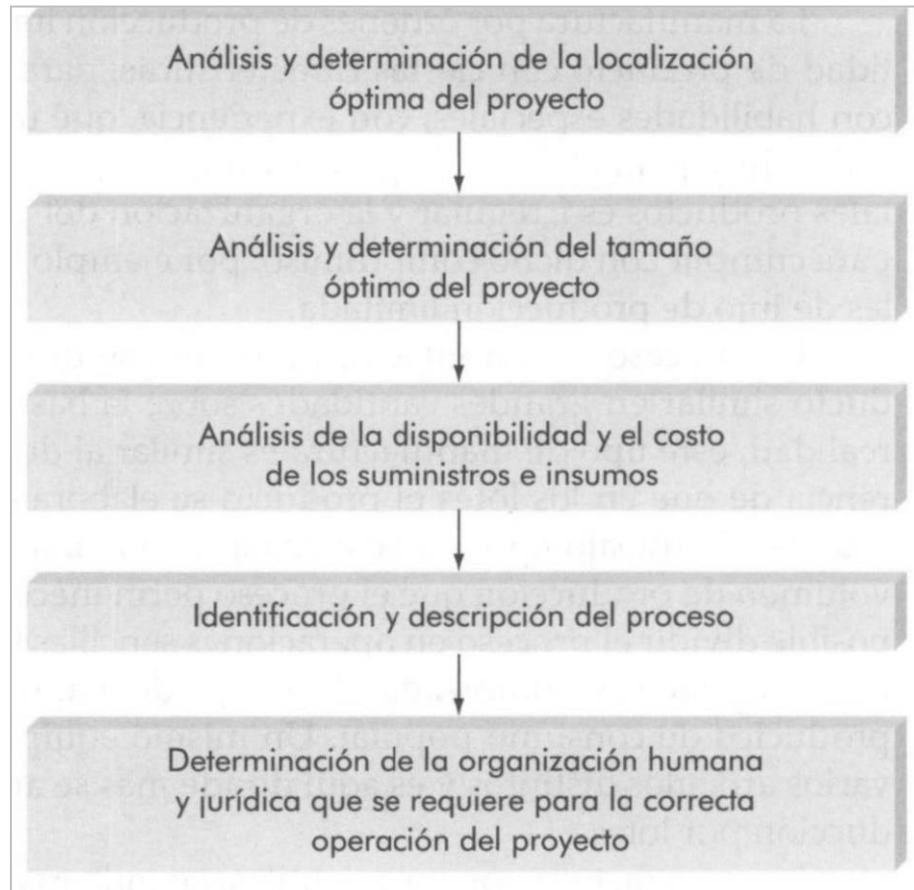 Análisis y determinación de la localización
óptima del proyecto
Análisis y determinación del tamaño
óptimo del proyecto
Análisis de la disponibilidad y el costo
de los suministros e insumos
Identificación y descripción del proceso
Determinación de la organización humana
y jurídica que se requiere para la correcta
operación del proyecto